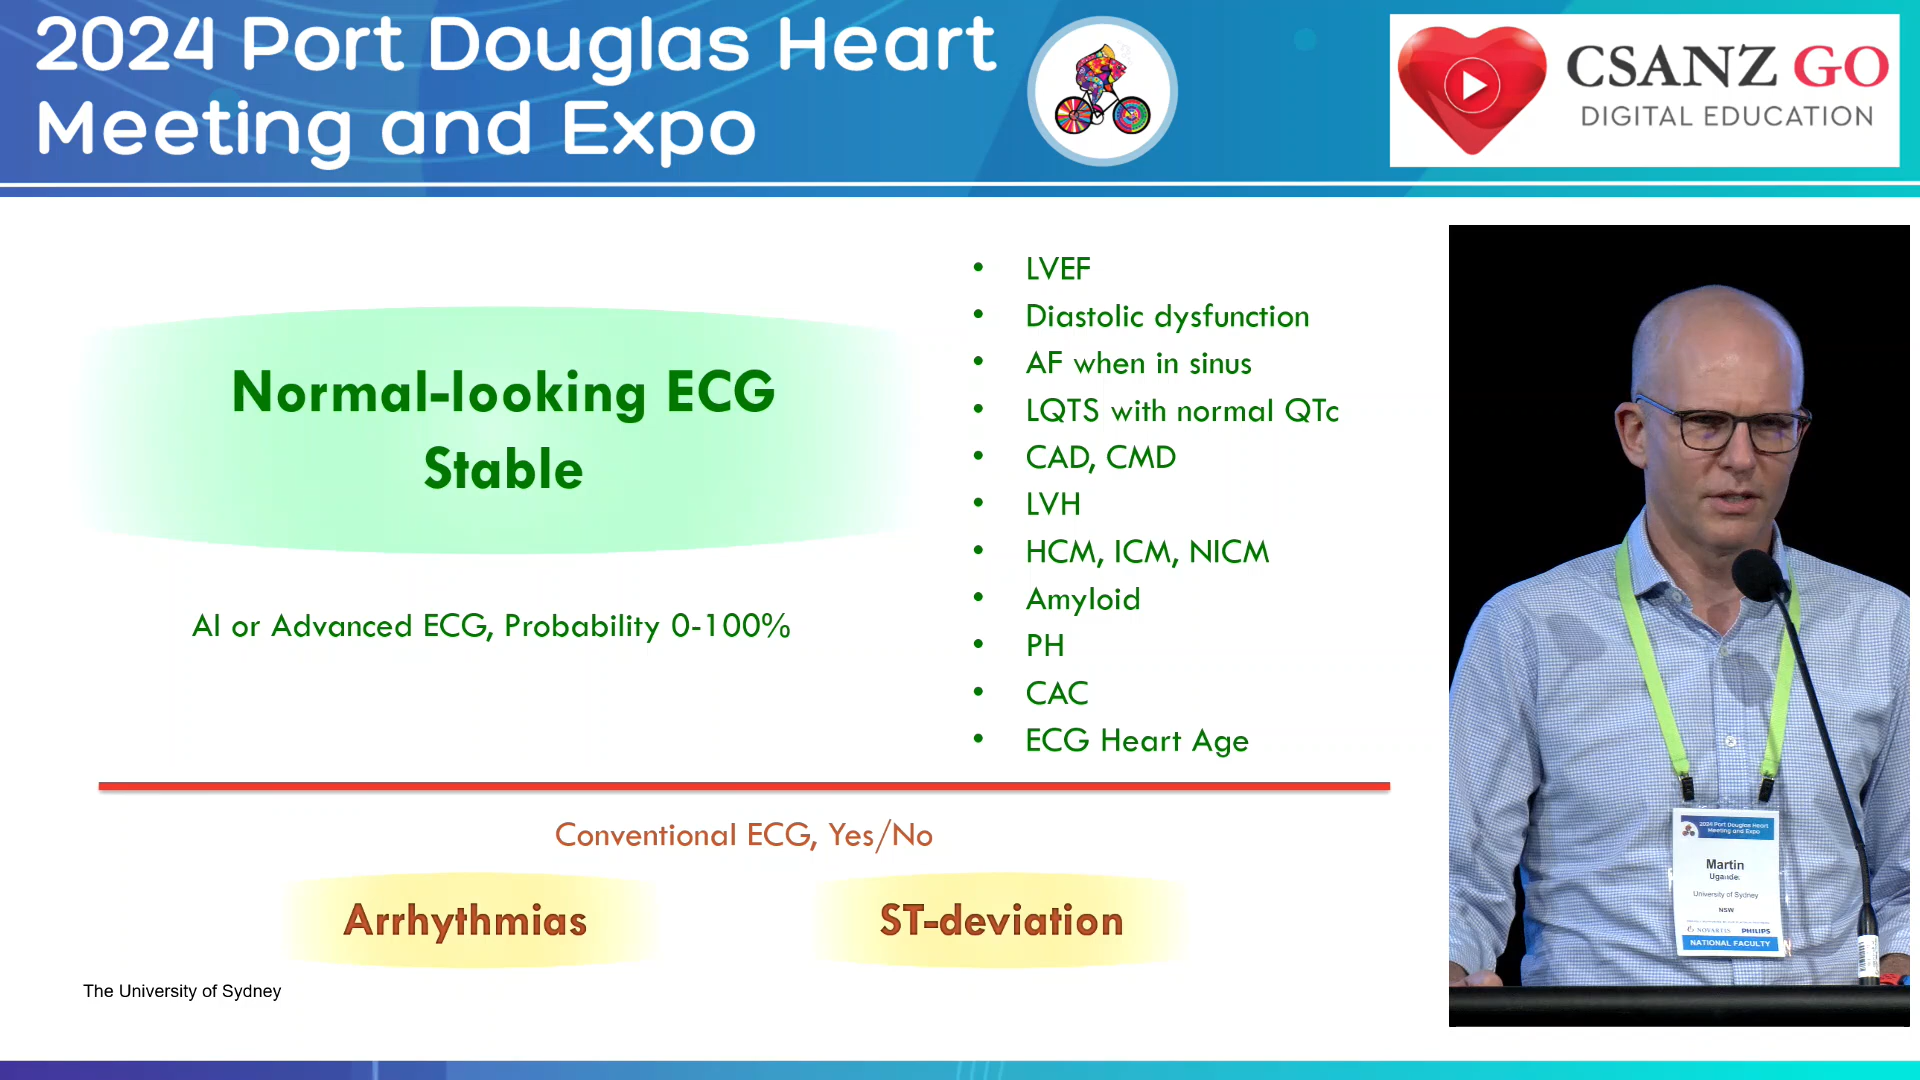 2024 Port Douglas Heart
Meeting and Expo
CSANZ GO
DIGITAL EDUCATION
Normal-looking ECG
Stable
AI or Advanced ECG, Probability 0-100%
• LVEF
• Diastolic dysfunction
• AF when in sinus
• LQTS with normal QTc
• CAD, CMD
• LVH
• HCM, ICM, NICM
• Amyloid
• PH
• CAC
• ECG Heart Age
Conventional ECG, Yes/No
Arrhythmias
ST-deviation
The University of Sydney
2024 Port Douglas Heart
Meeting and Expo
Martin
Ugander
University of Sydney
NSW
NOVARTIS PHILIPS
NATIONAL FACULTY